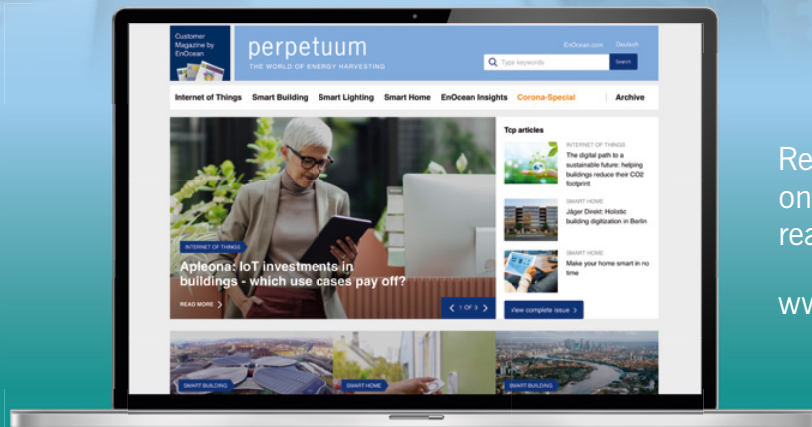 Customer
Magazine by
EnOcean
perpetuum
THE WORLD OF ENERGY HARVESTING
EnOcean.com Deutsch
Type keywords Search
Internet of Things Smart Building Smart Lighting Smart Home EnOcean Insights Corona-Special Archive
INTERNET OF THINGS
Apleona: IoT investments in
buildings - which use cases pay off?
READ MORE
1 OF 3
Top articles
INTERNET OF THINGS
The digital path to a
sustainable future: helping
buildings reduce their CO2
footprint
SMART HOME
Jäger Direkt: Holistic
building digitization in Berlin
SMART HOME
Make your home smart in no
time
View complete issue
SMART BUILDING
SMART HOME
SMART BUILDING
Re
on
rea